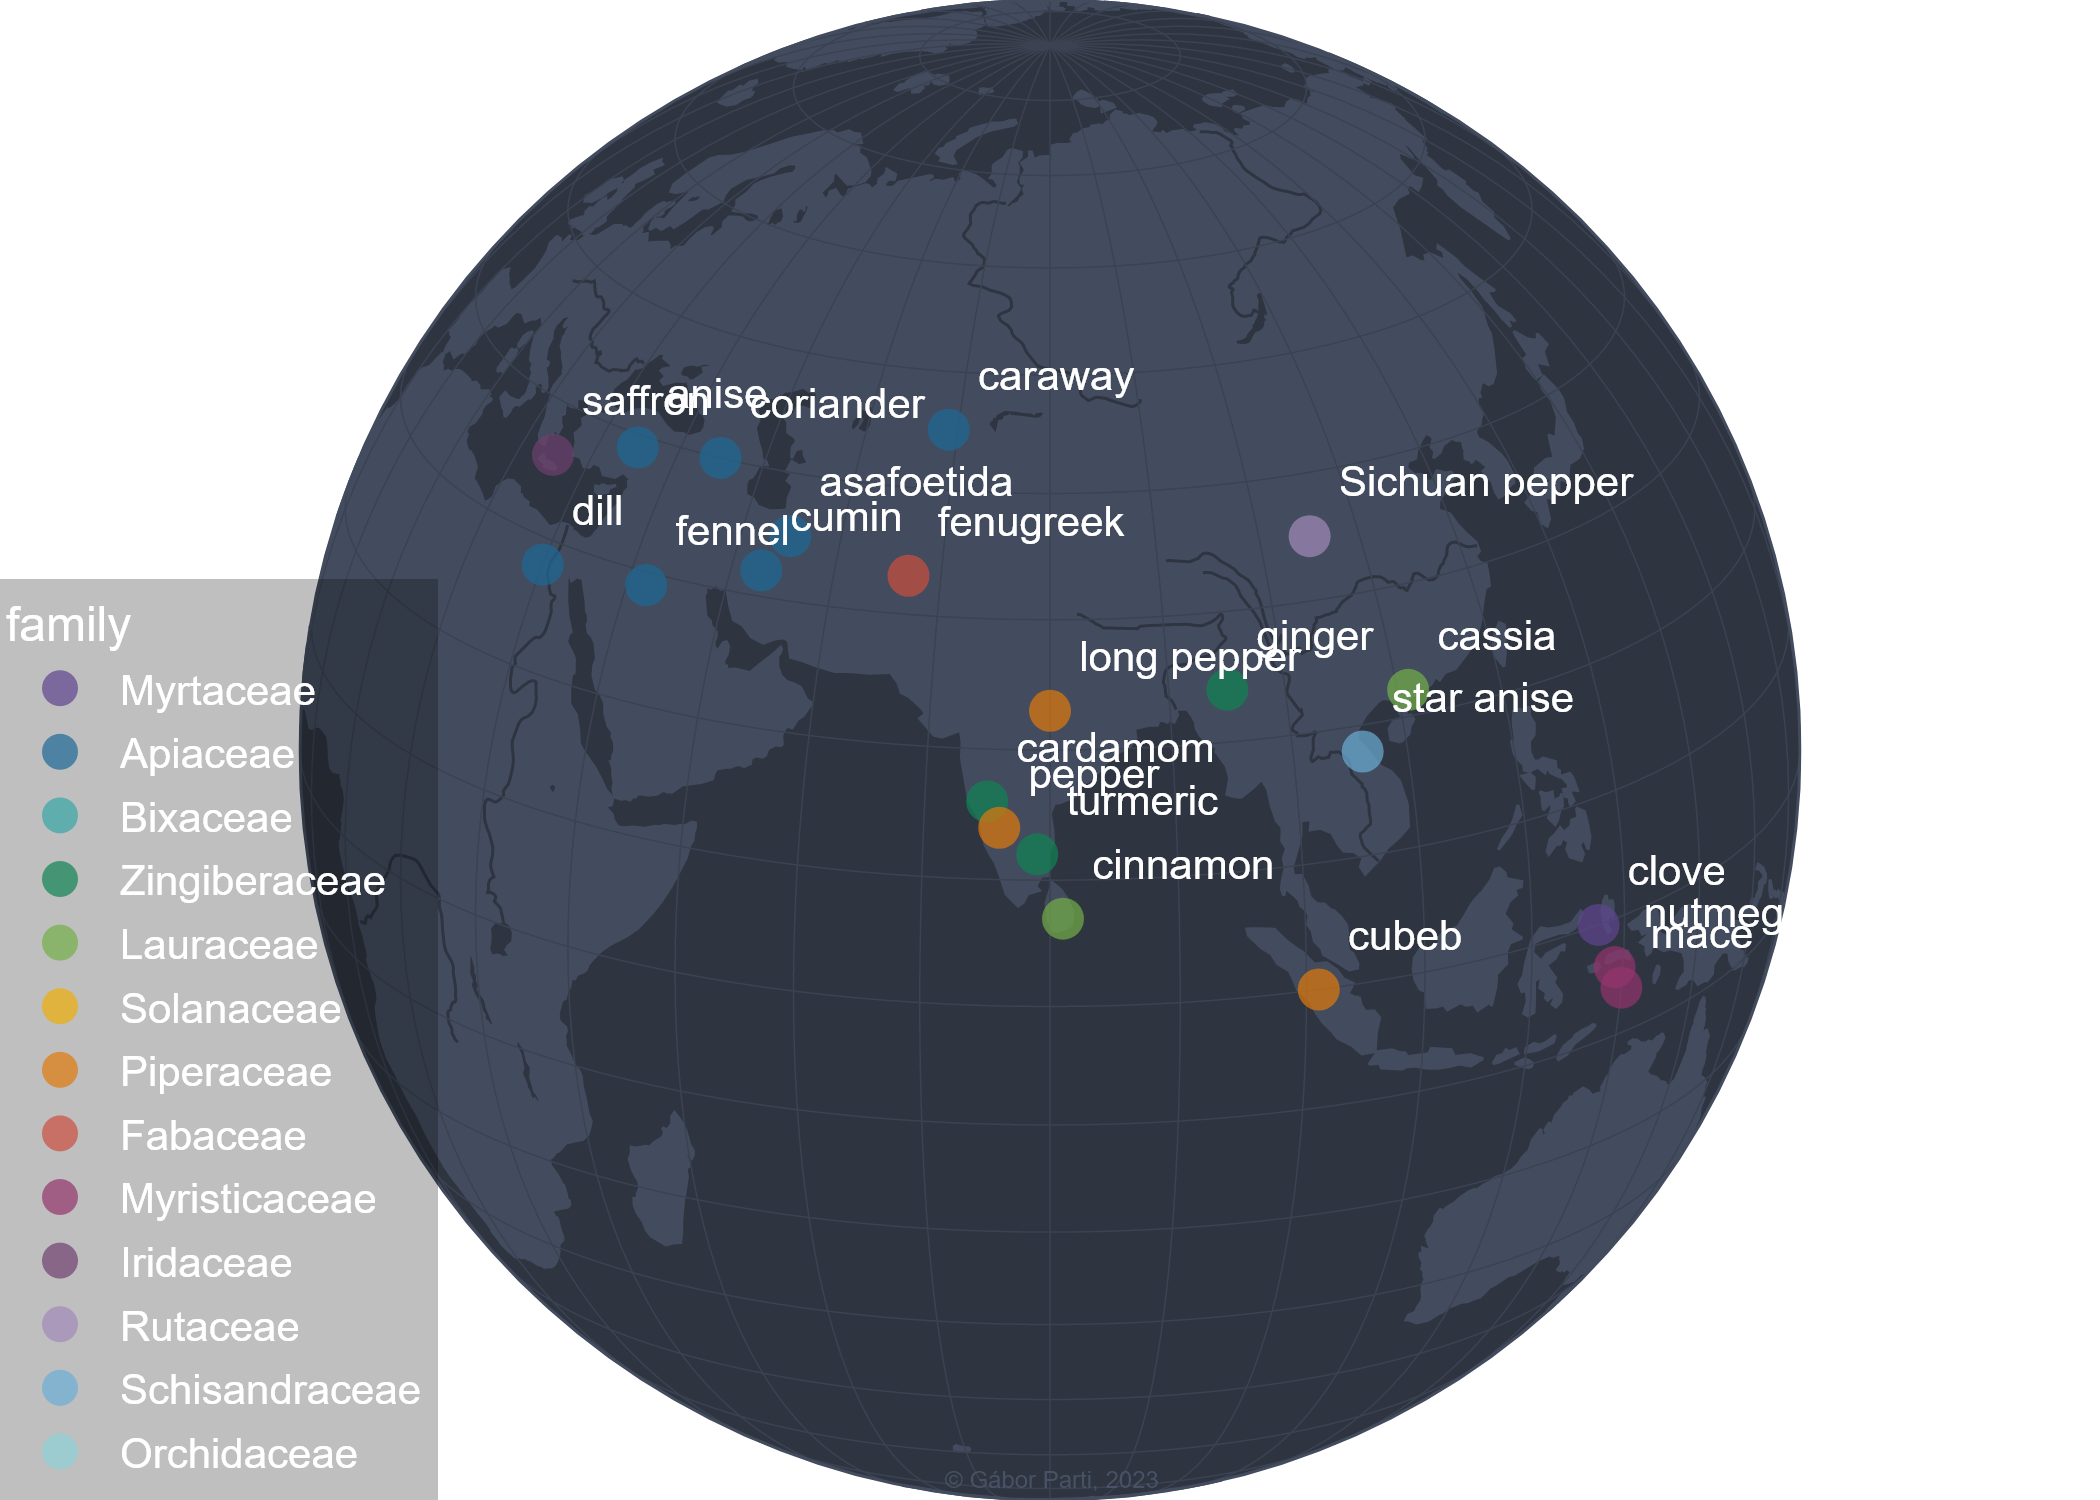 caraway
saffron
anise
coriander
asafoetida
Sichuan pepper
dill
cumin
fenugreek
fennel
family
Myrtaceae
Apiaceae
Bixaceae
Zingiberaceae
Lauraceae
Solanaceae
Piperaceae
Fabaceae
Myristicaceae
Iridaceae
Rutaceae
Schisandraceae
Orchidaceae
ginger
cassia
long pepper
star anise
cardamom
pepper
turmeric
cinnamon
clove
nutmeg
mace
cubeb
© Gábor Parti, 2023